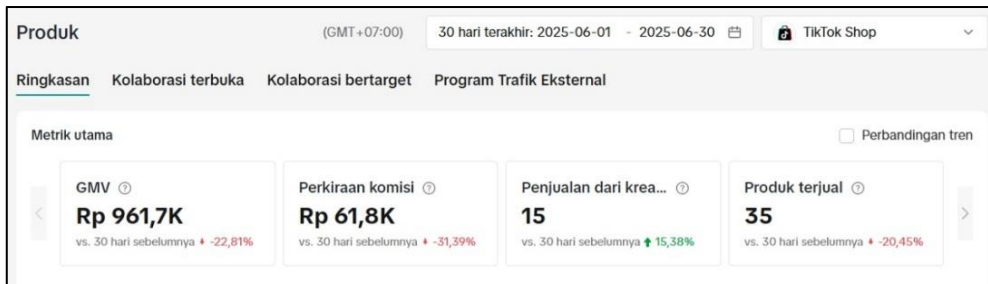 Produk (GMT+07:00) 30 hari terakhir: 2025-06-01 - 2025-06-30 TikTok Shop
Ringkasan Kolaborasi terbuka Kolaborasi bertarget Program Trafik Eksternal
Metrik utama Perbandingan tren
GMV Perkiraan komisi Penjualan dari krea... Produk terjual
Rp 961,7K Rp 61,8K 15 35
vs. 30 hari sebelumnya -22,81% vs. 30 hari sebelumnya -31,39% vs. 30 hari sebelumnya 15,38% vs. 30 hari sebelumnya -20,45%